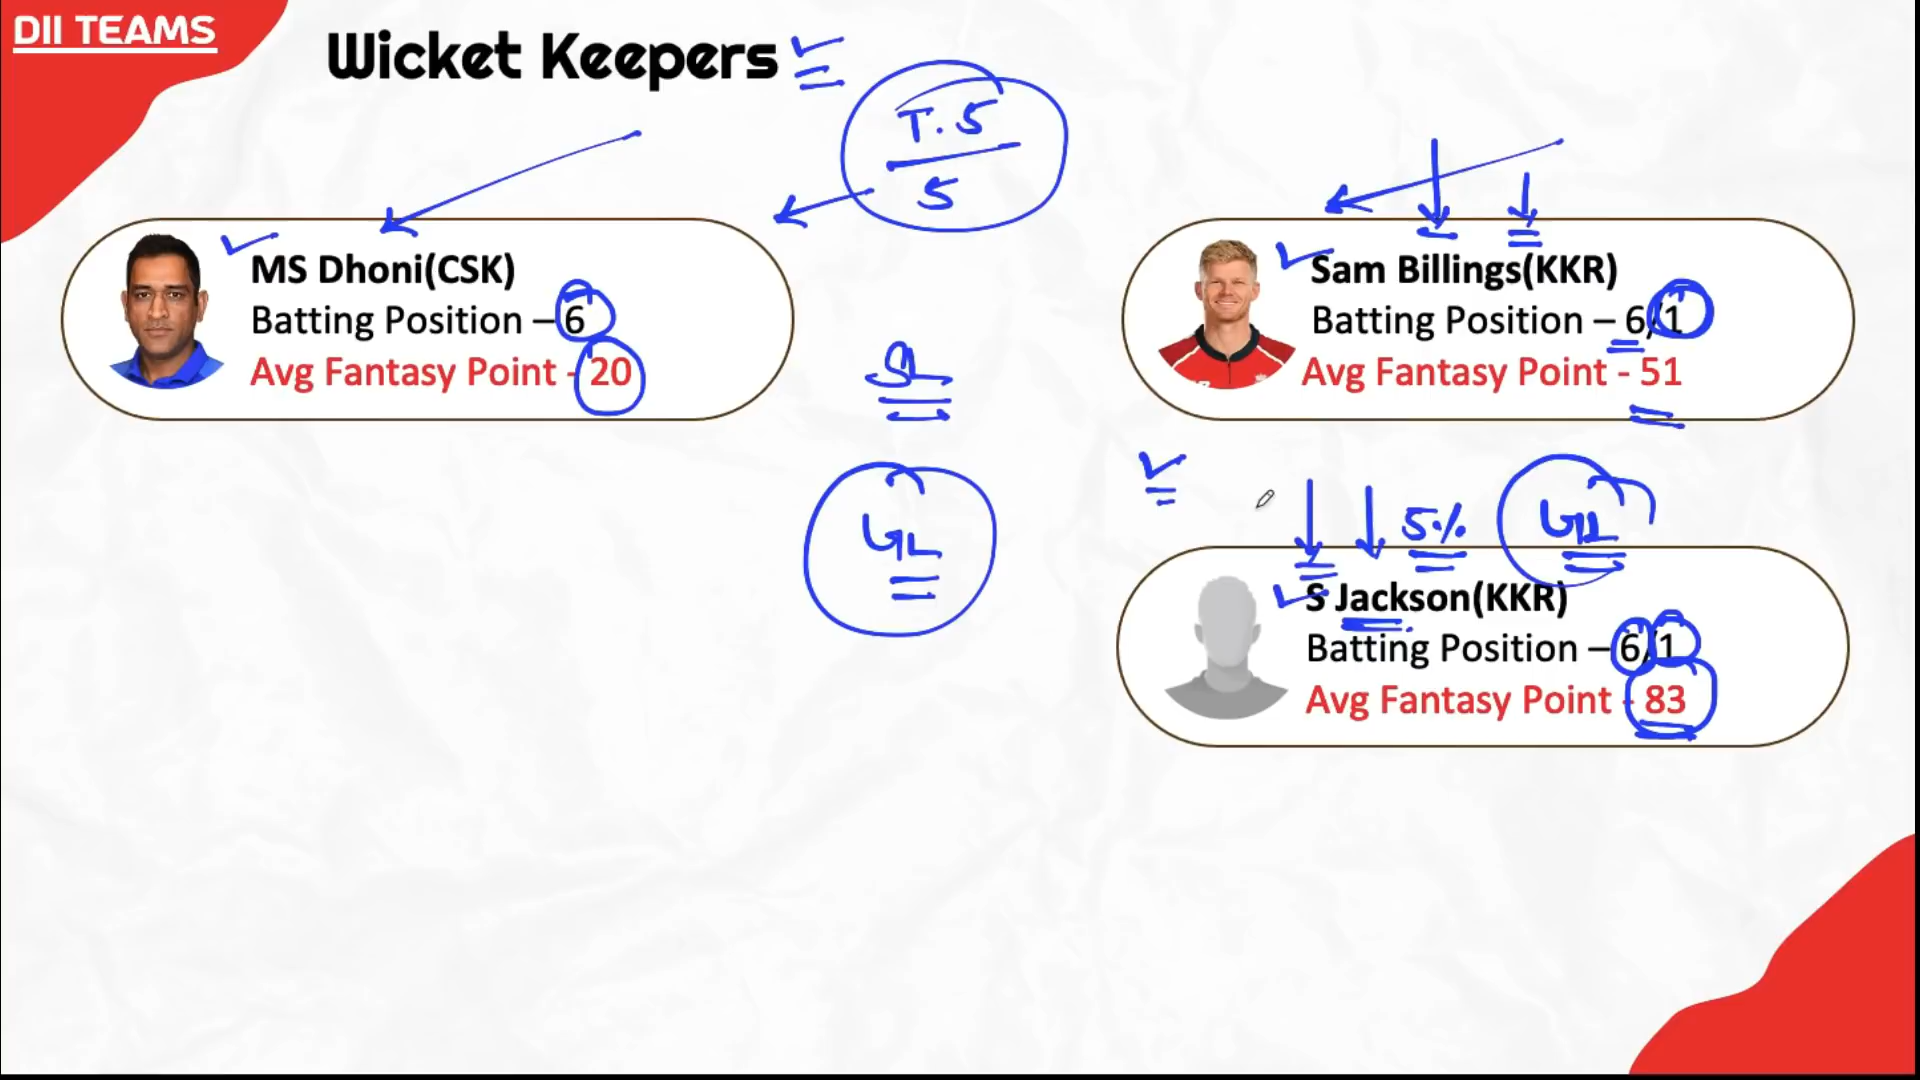 DII TEAMS
Wicket Keepers
T.5
5
MS Dhoni(CSK)
Batting Position – 6
Avg Fantasy Point - 20
Sam Billings(KKR)
Batting Position – 6/1
Avg Fantasy Point - 51
SL
GL
5%
GL
S Jackson(KKR)
Batting Position – 6/1
Avg Fantasy Point - 83